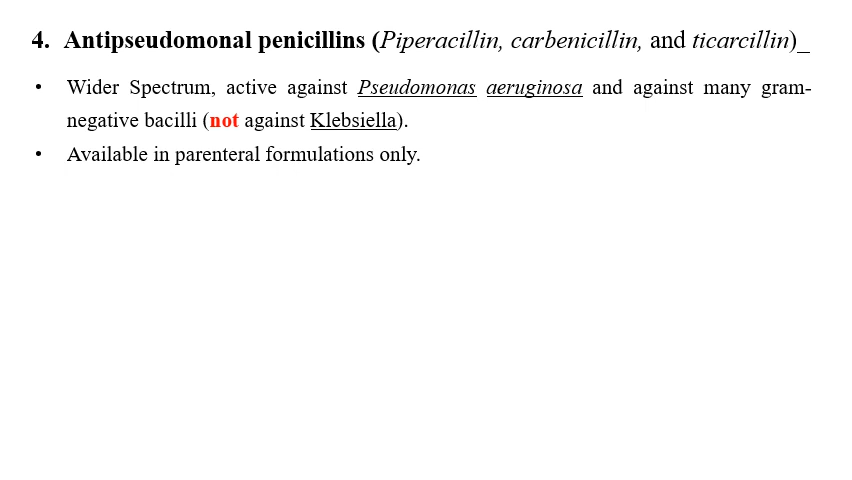 4. Antipseudomonal penicillins (Piperacillin, carbenicillin, and ticarcillin)_
• Wider Spectrum, active against Pseudomonas aeruginosa and against many gram-
negative bacilli (not against Klebsiella).
• Available in parenteral formulations only.